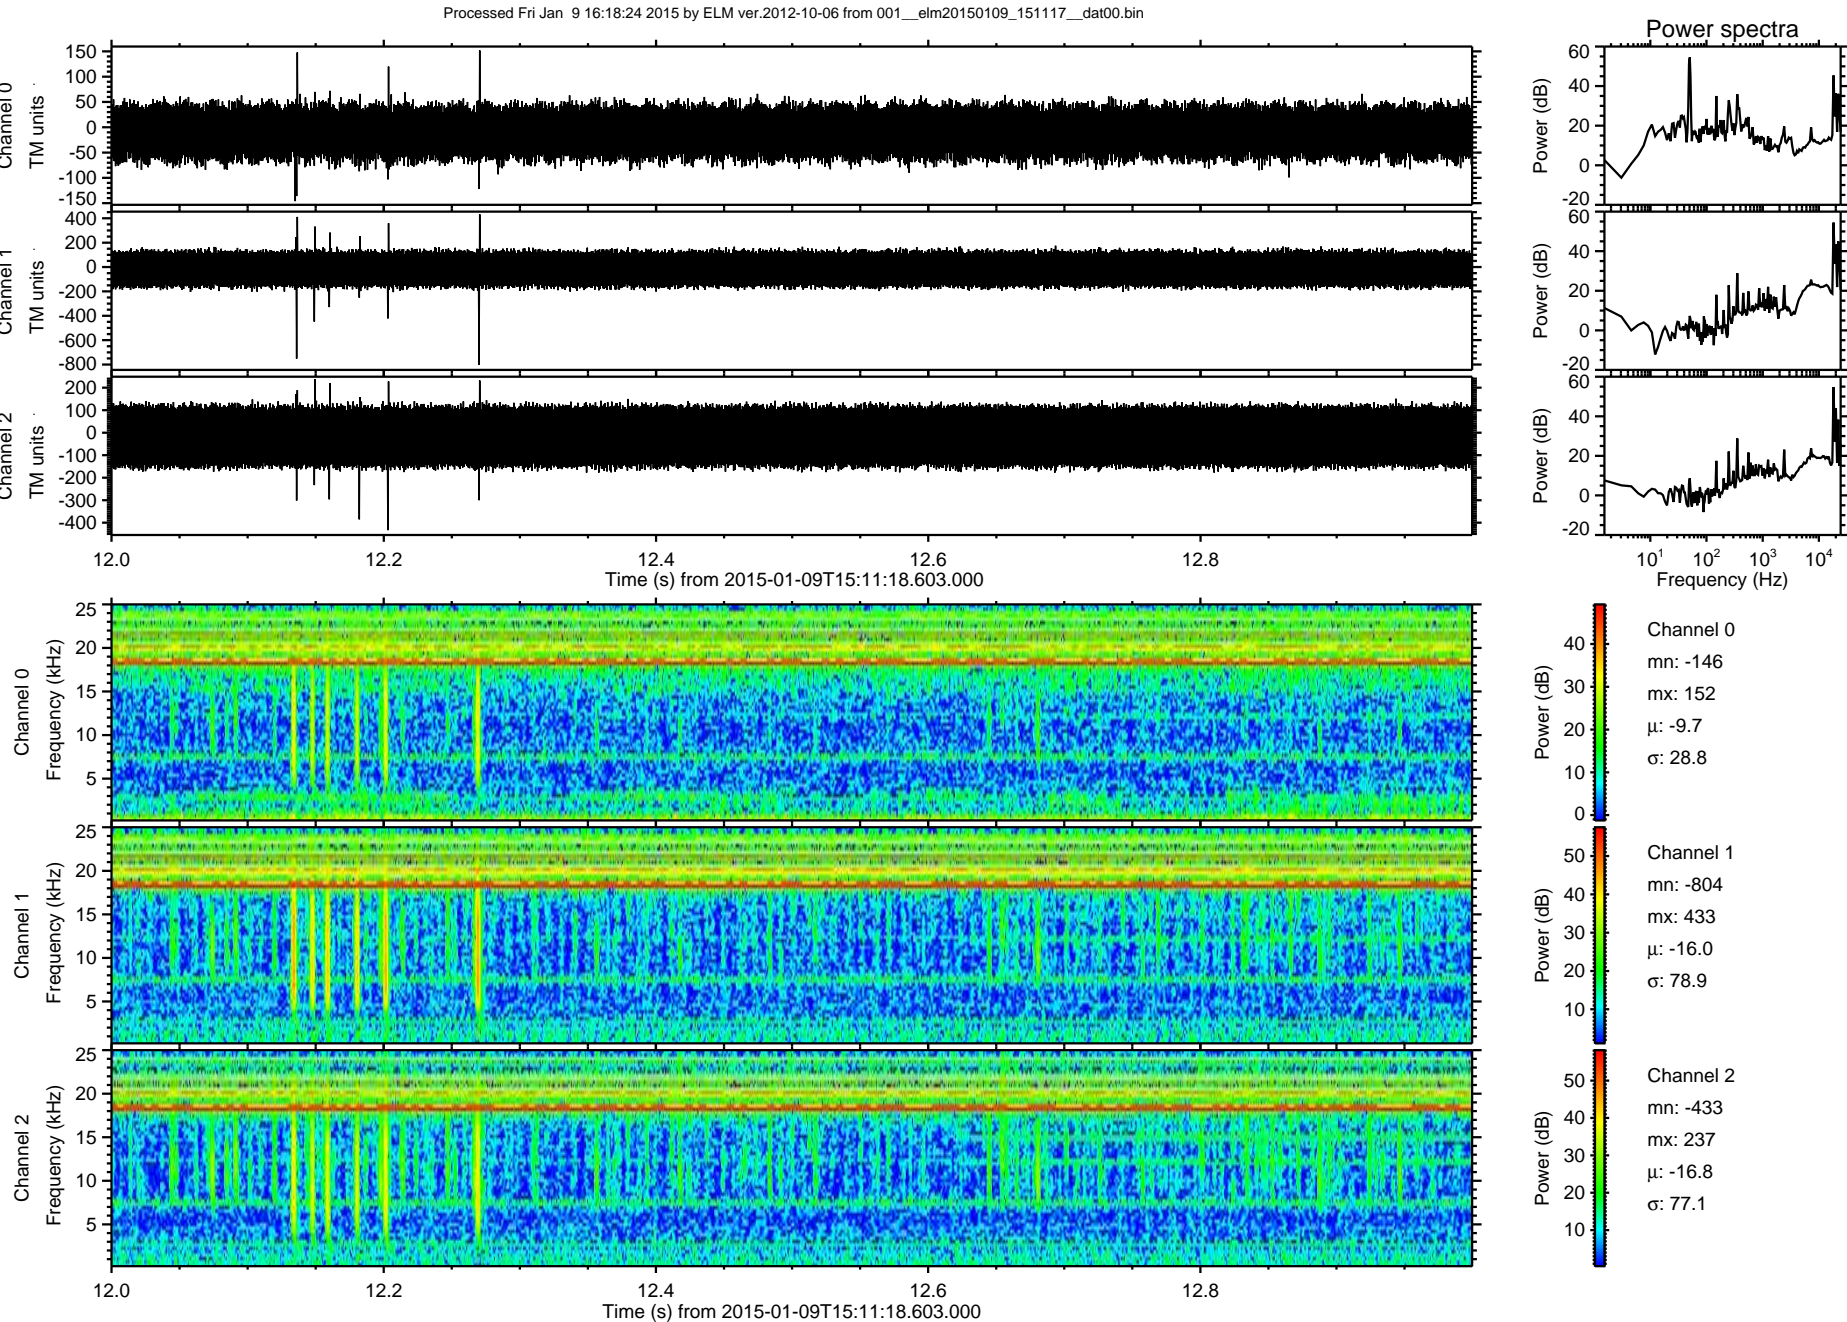 Processed Fri Jan 9 16:18:24 2015 by ELM ver.2012-10-06 from 001__elm20150109_151117__dat00.bin
Power spectra
Channel 0
TM units
150
100
50
0
-50
-100
-150
Power (dB)
60
40
20
0
-20
Channel 1
TM units
400
200
0
-200
-400
-600
-800
Power (dB)
60
40
20
0
-20
Channel 2
TM units
200
100
0
-100
-200
-300
-400
Power (dB)
60
40
20
0
-20
12.0 12.2 12.4 12.6 12.8
Time (s) from 2015-01-09T15:11:18.603.000
10¹ 10² 10³ 10⁴
Frequency (Hz)
Channel 0
Frequency (kHz)
25
20
15
10
5
Power (dB)
40
30
20
10
0
Channel 0
mn: -146
mx: 152
μ: -9.7
σ: 28.8
Channel 1
Frequency (kHz)
25
20
15
10
5
Power (dB)
50
40
30
20
10
Channel 1
mn: -804
mx: 433
μ: -16.0
σ: 78.9
Channel 2
Frequency (kHz)
25
20
15
10
5
Power (dB)
50
40
30
20
10
Channel 2
mn: -433
mx: 237
μ: -16.8
σ: 77.1
12.0 12.2 12.4 12.6 12.8
Time (s) from 2015-01-09T15:11:18.603.000